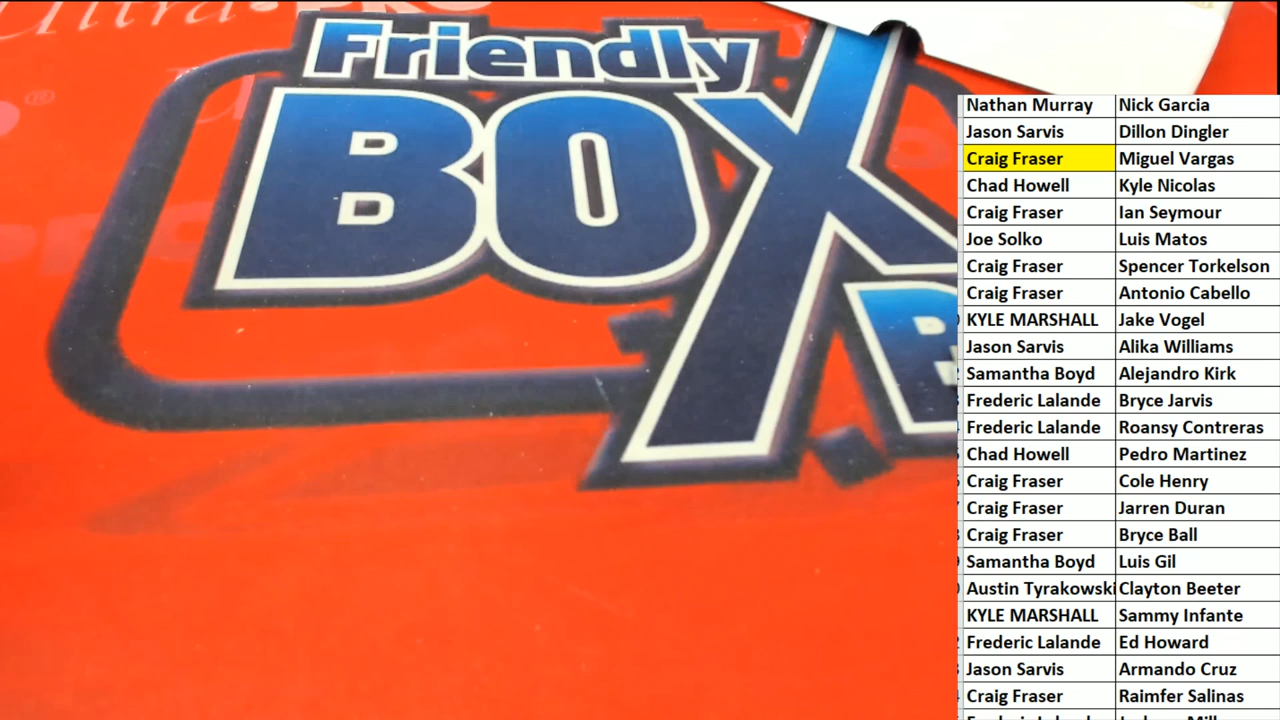 Ultra PRO
Friendly
BOX
B
PRO
Nathan Murray Nick Garcia
Jason Sarvis Dillon Dingler
Craig Fraser Miguel Vargas
Chad Howell Kyle Nicolas
Craig Fraser Ian Seymour
Joe Solko Luis Matos
Craig Fraser Spencer Torkelson
Craig Fraser Antonio Cabello
KYLE MARSHALL Jake Vogel
Jason Sarvis Alika Williams
Samantha Boyd Alejandro Kirk
Frederic Lalande Bryce Jarvis
Frederic Lalande Roansy Contreras
Chad Howell Pedro Martinez
Craig Fraser Cole Henry
Craig Fraser Jarren Duran
Craig Fraser Bryce Ball
Samantha Boyd Luis Gil
Austin Tyrakowski Clayton Beeter
KYLE MARSHALL Sammy Infante
Frederic Lalande Ed Howard
Jason Sarvis Armando Cruz
Craig Fraser Raimfer Salinas